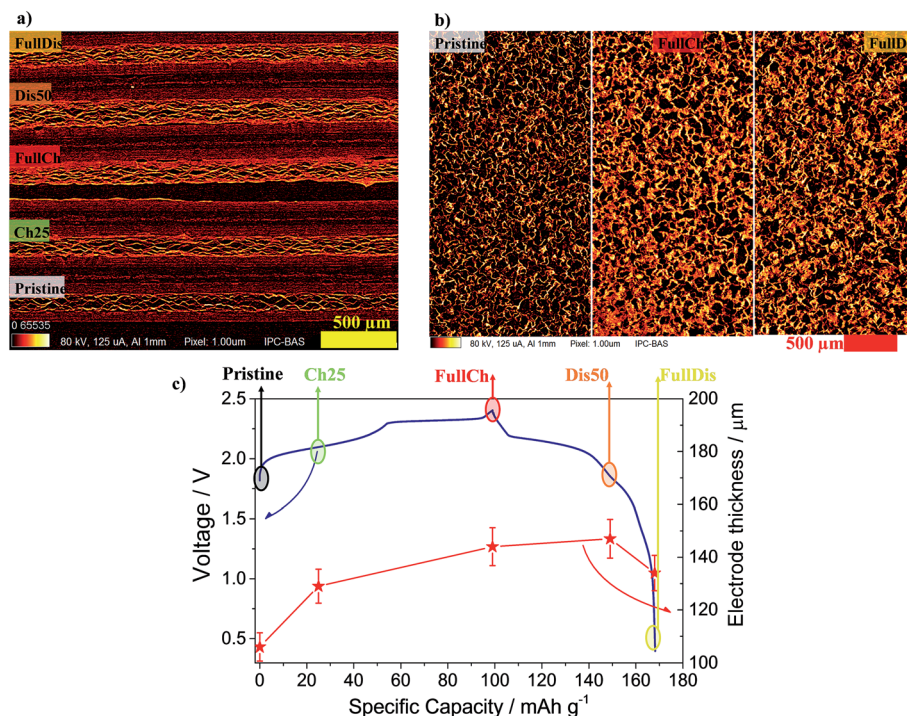 a)
FullDis
Dis50
FullCh
Ch25
Pristine
0 65535
80 kV, 125 uA, Al 1mm Pixel: 1.00um IPC-BAS
500 µm
b)
Pristine
FullCh
FullD
80 kV, 125 uA, Al 1mm Pixel: 1.00um IPC-BAS
500 µm
c)
Pristine Ch25 FullCh Dis50 FullDis
Voltage / V
2.5
2.0
1.5
1.0
0.5
200
180
160
140
120
100
Electrode thickness / µm
0 20 40 60 80 100 120 140 160 180
Specific Capacity / mAh g⁻¹